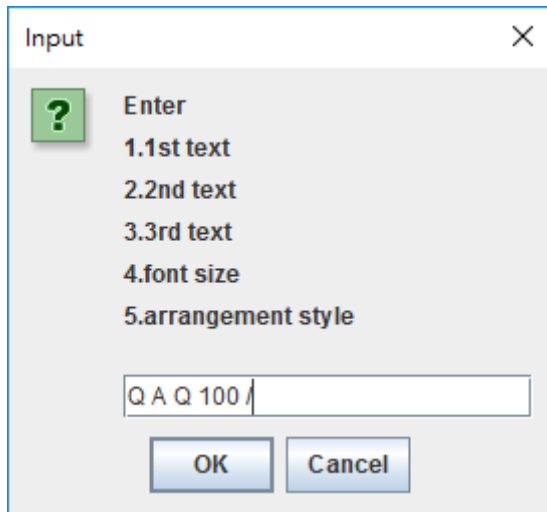 Input
Enter
1.1st text
2.2nd text
3.3rd text
4.font size
5.arrangement style
Q A Q 100 /
OK Cancel